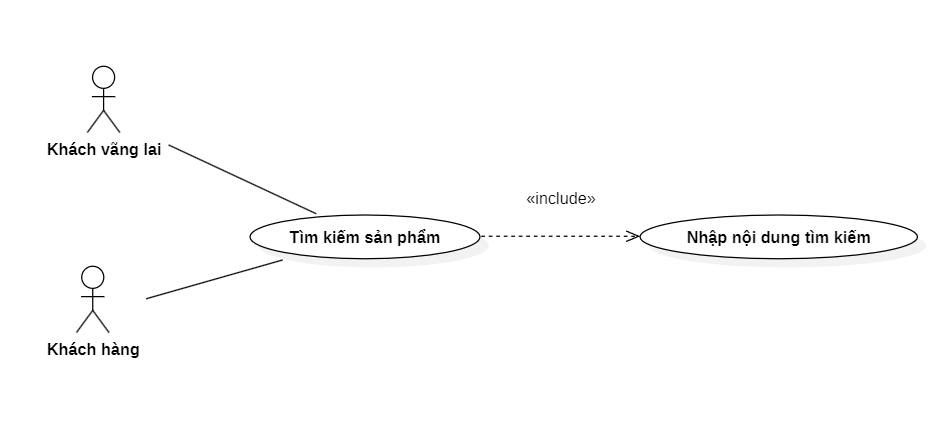 Khách vãng lai
«include»
Tìm kiếm sản phẩm
Nhập nội dung tìm kiếm
Khách hàng